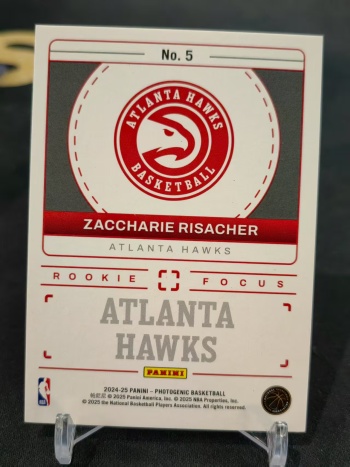 No. 5
ATLANTA HAWKS
BASKETBALL
ZACCHARIE RISACHER
ATLANTA HAWKS
ROOKIE FOCUS
ATLANTA
HAWKS
PANINI
2024-25 PANINI – PHOTOGENIC BASKETBALL
© 2025 Panini America, Inc. © 2025 NBA Properties, Inc.
© 2025 the National Basketball Players Association. All rights reserved.